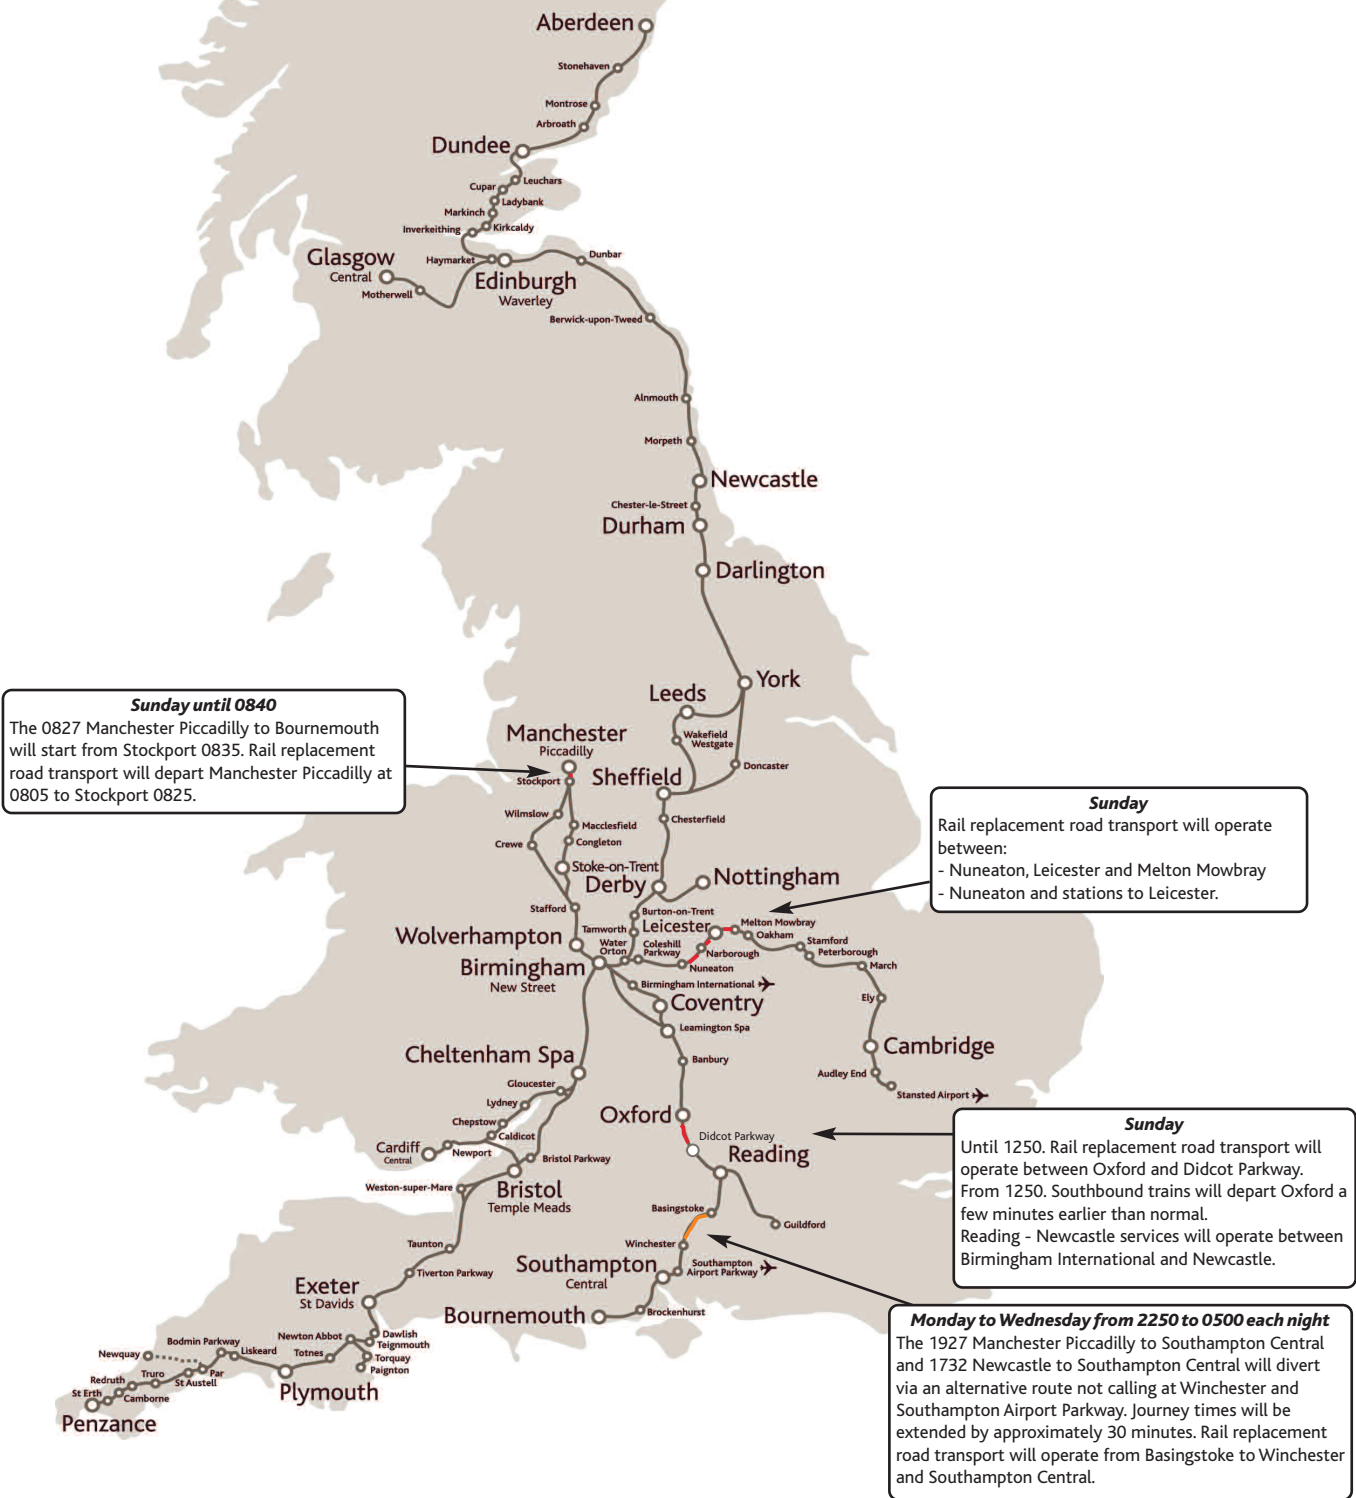 Aberdeen
Stonehaven
Montrose
Arbroath
Dundee
Leuchars
Cupar
Ladybank
Markinch
Kirkcaldy
Inverkeithing
Glasgow
Central
Haymarket
Dunbar
Edinburgh
Waverley
Motherwell
Berwick-upon-Tweed
Alnmouth
Morpeth
Newcastle
Chester-le-Street
Durham
Darlington
York
Leeds
Wakefield
Westgate
Doncaster
Sunday until 0840
The 0827 Manchester Piccadilly to Bournemouth
will start from Stockport 0835. Rail replacement
road transport will depart Manchester Piccadilly at
0805 to Stockport 0825.
Manchester
Piccadilly
Stockport
Sheffield
Wilmslow
Macclesfield
Chesterfield
Crewe
Congleton
Stoke-on-Trent
Derby
Nottingham
Sunday
Rail replacement road transport will operate
between:
- Nuneaton, Leicester and Melton Mowbray
- Nuneaton and stations to Leicester.
Stafford
Burton-on-Trent
Tamworth
Leicester
Melton Mowbray
Oakham
Stamford
Peterborough
Wolverhampton
Water
Orton
Coleshill
Parkway
Narborough
March
Birmingham
New Street
Nuneaton
Birmingham International
Ely
Coventry
Leamington Spa
Cambridge
Banbury
Audley End
Stansted Airport
Cheltenham Spa
Gloucester
Lydney
Chepstow
Caldicot
Cardiff
Central
Newport
Bristol Parkway
Oxford
Didcot Parkway
Reading
Sunday
Until 1250. Rail replacement road transport will
operate between Oxford and Didcot Parkway.
From 1250. Southbound trains will depart Oxford a
few minutes earlier than normal.
Reading - Newcastle services will operate between
Birmingham International and Newcastle.
Weston-super-Mare
Bristol
Temple Meads
Basingstoke
Guildford
Taunton
Winchester
Tiverton Parkway
Southampton
Central
Southampton
Airport Parkway
Exeter
St Davids
Bournemouth
Brockenhurst
Monday to Wednesday from 2250 to 0500 each night
The 1927 Manchester Piccadilly to Southampton Central
and 1732 Newcastle to Southampton Central will divert
via an alternative route not calling at Winchester and
Southampton Airport Parkway. Journey times will be
extended by approximately 30 minutes. Rail replacement
road transport will operate from Basingstoke to Winchester
and Southampton Central.
Newton Abbot
Dawlish
Teignmouth
Bodmin Parkway
Liskeard
Totnes
Torquay
Paignton
Newquay
Par
Truro
St Austell
Redruth
Plymouth
St Erth
Camborne
Penzance